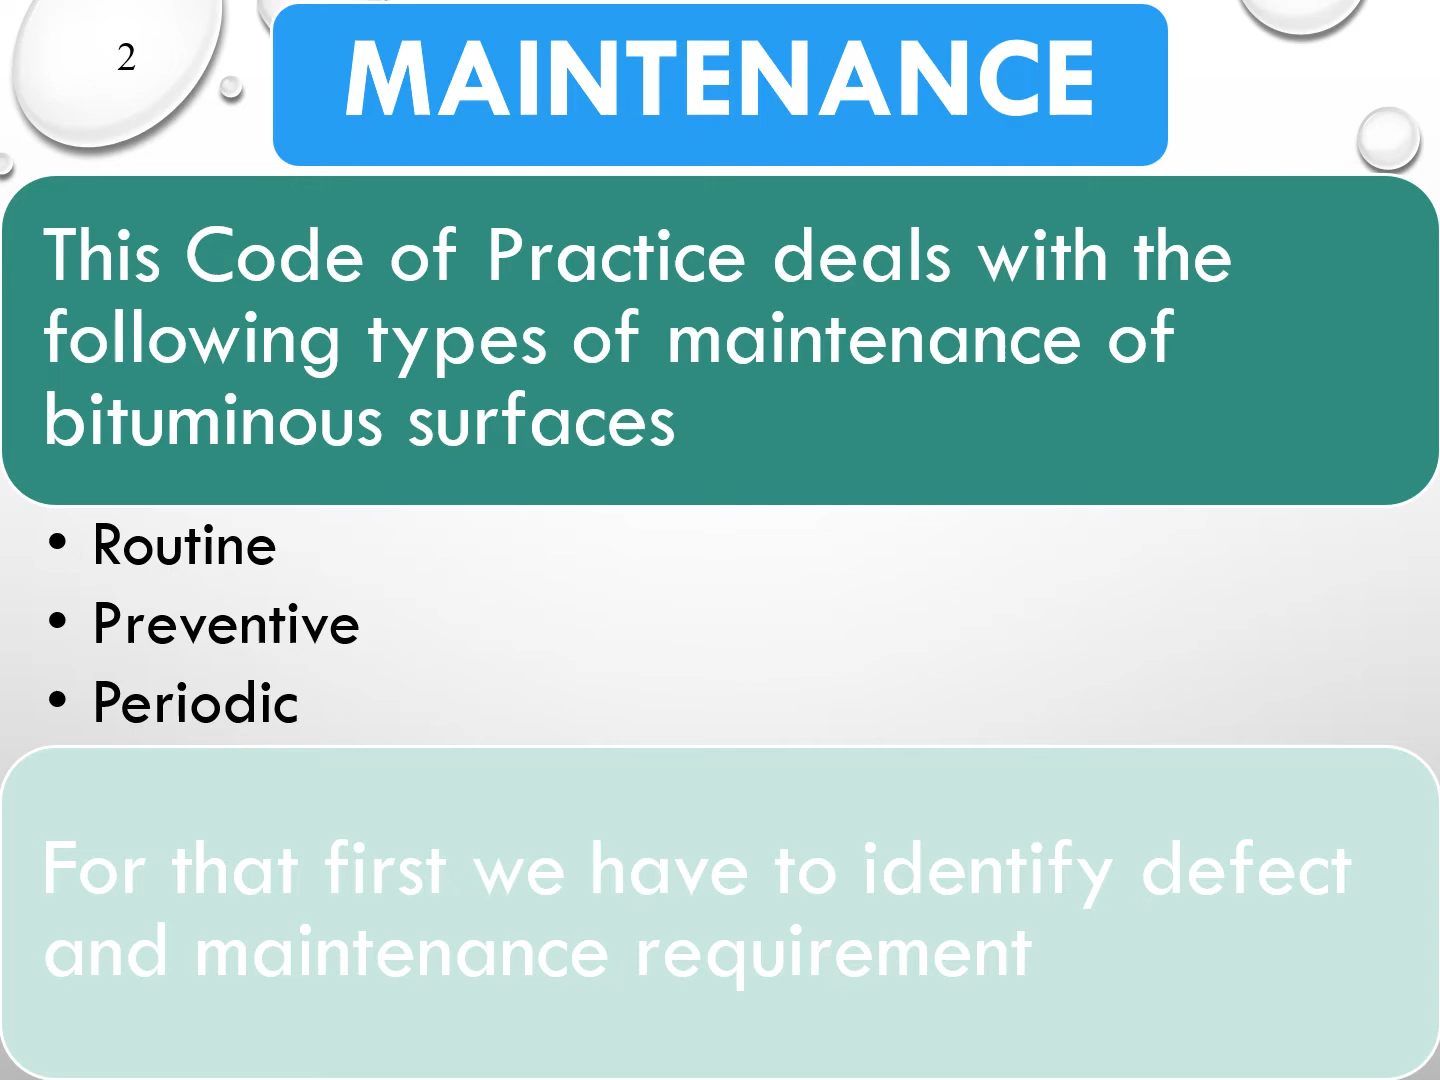 2
MAINTENANCE
This Code of Practice deals with the
following types of maintenance of
bituminous surfaces
• Routine
• Preventive
• Periodic
For that first we have to identify defect
and maintenance requirement